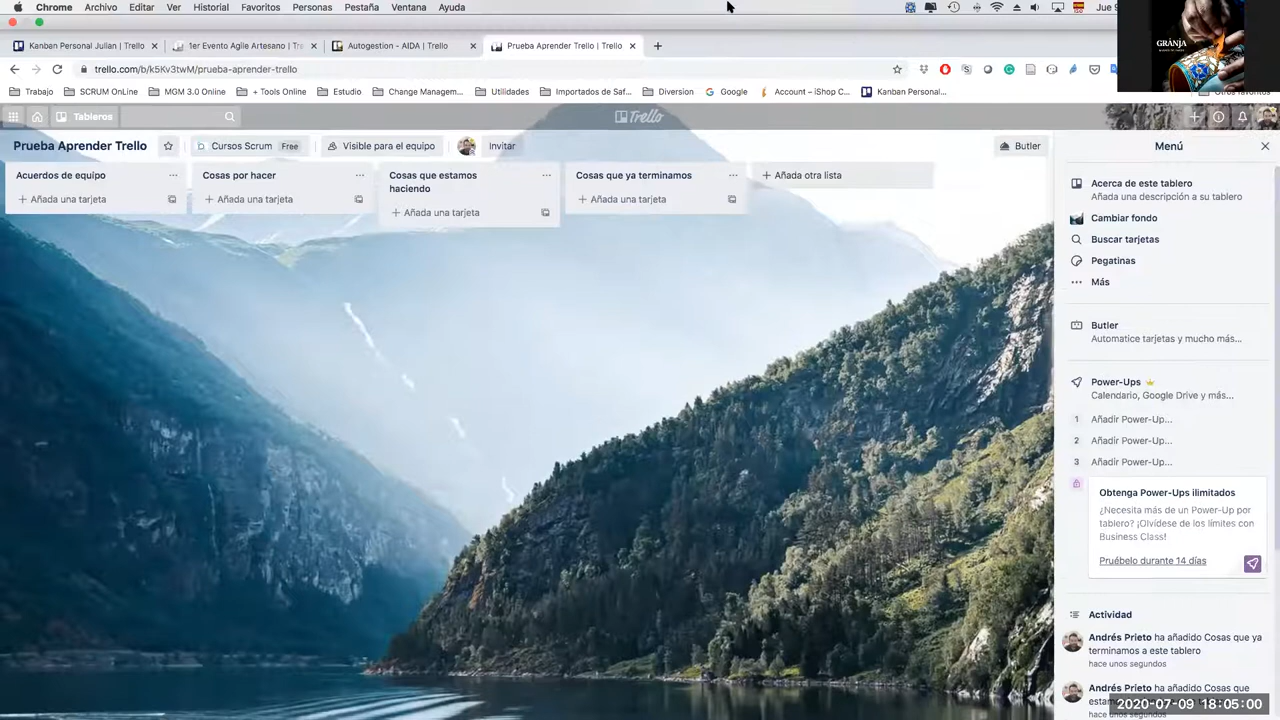 Chrome Archivo Editar Ver Historial Favoritos Personas Pestaña Ventana Ayuda
Jue 9
GRANJA
Kanban Personal Julian | Trello
1er Evento Agile Artesano | Tre
Autogestion - AIDA | Trello
Prueba Aprender Trello | Trello
trello.com/b/k5Kv3twM/prueba-aprender-trello
Trabajo SCRUM OnLine MGM 3.0 Online + Tools Online Estudio Change Managem... Utilidades Importados de Saf... Diversion Google Account – iShop C... Kanban Personal...
Otros favoritos
Tableros
Trello
Prueba Aprender Trello
Cursos Scrum Free
Visible para el equipo
Invitar
Butler
Acuerdos de equipo
Añada una tarjeta
Cosas por hacer
Añada una tarjeta
Cosas que estamos
haciendo
Añada una tarjeta
Cosas que ya terminamos
Añada una tarjeta
Añada otra lista
Menú
Acerca de este tablero
Añada una descripción a su tablero
Cambiar fondo
Buscar tarjetas
Pegatinas
Más
Butler
Automatice tarjetas y mucho más...
Power-Ups
Calendario, Google Drive y más...
1 Añadir Power-Up...
2 Añadir Power-Up...
3 Añadir Power-Up...
Obtenga Power-Ups ilimitados
¿Necesita más de un Power-Up por
tablero? ¡Olvídese de los límites con
Business Class!
Pruébelo durante 14 días
Actividad
Andrés Prieto ha añadido Cosas que ya
terminamos a este tablero
hace unos segundos
Andrés Prieto ha añadido Cosas que
2020-07-09 18:05:00